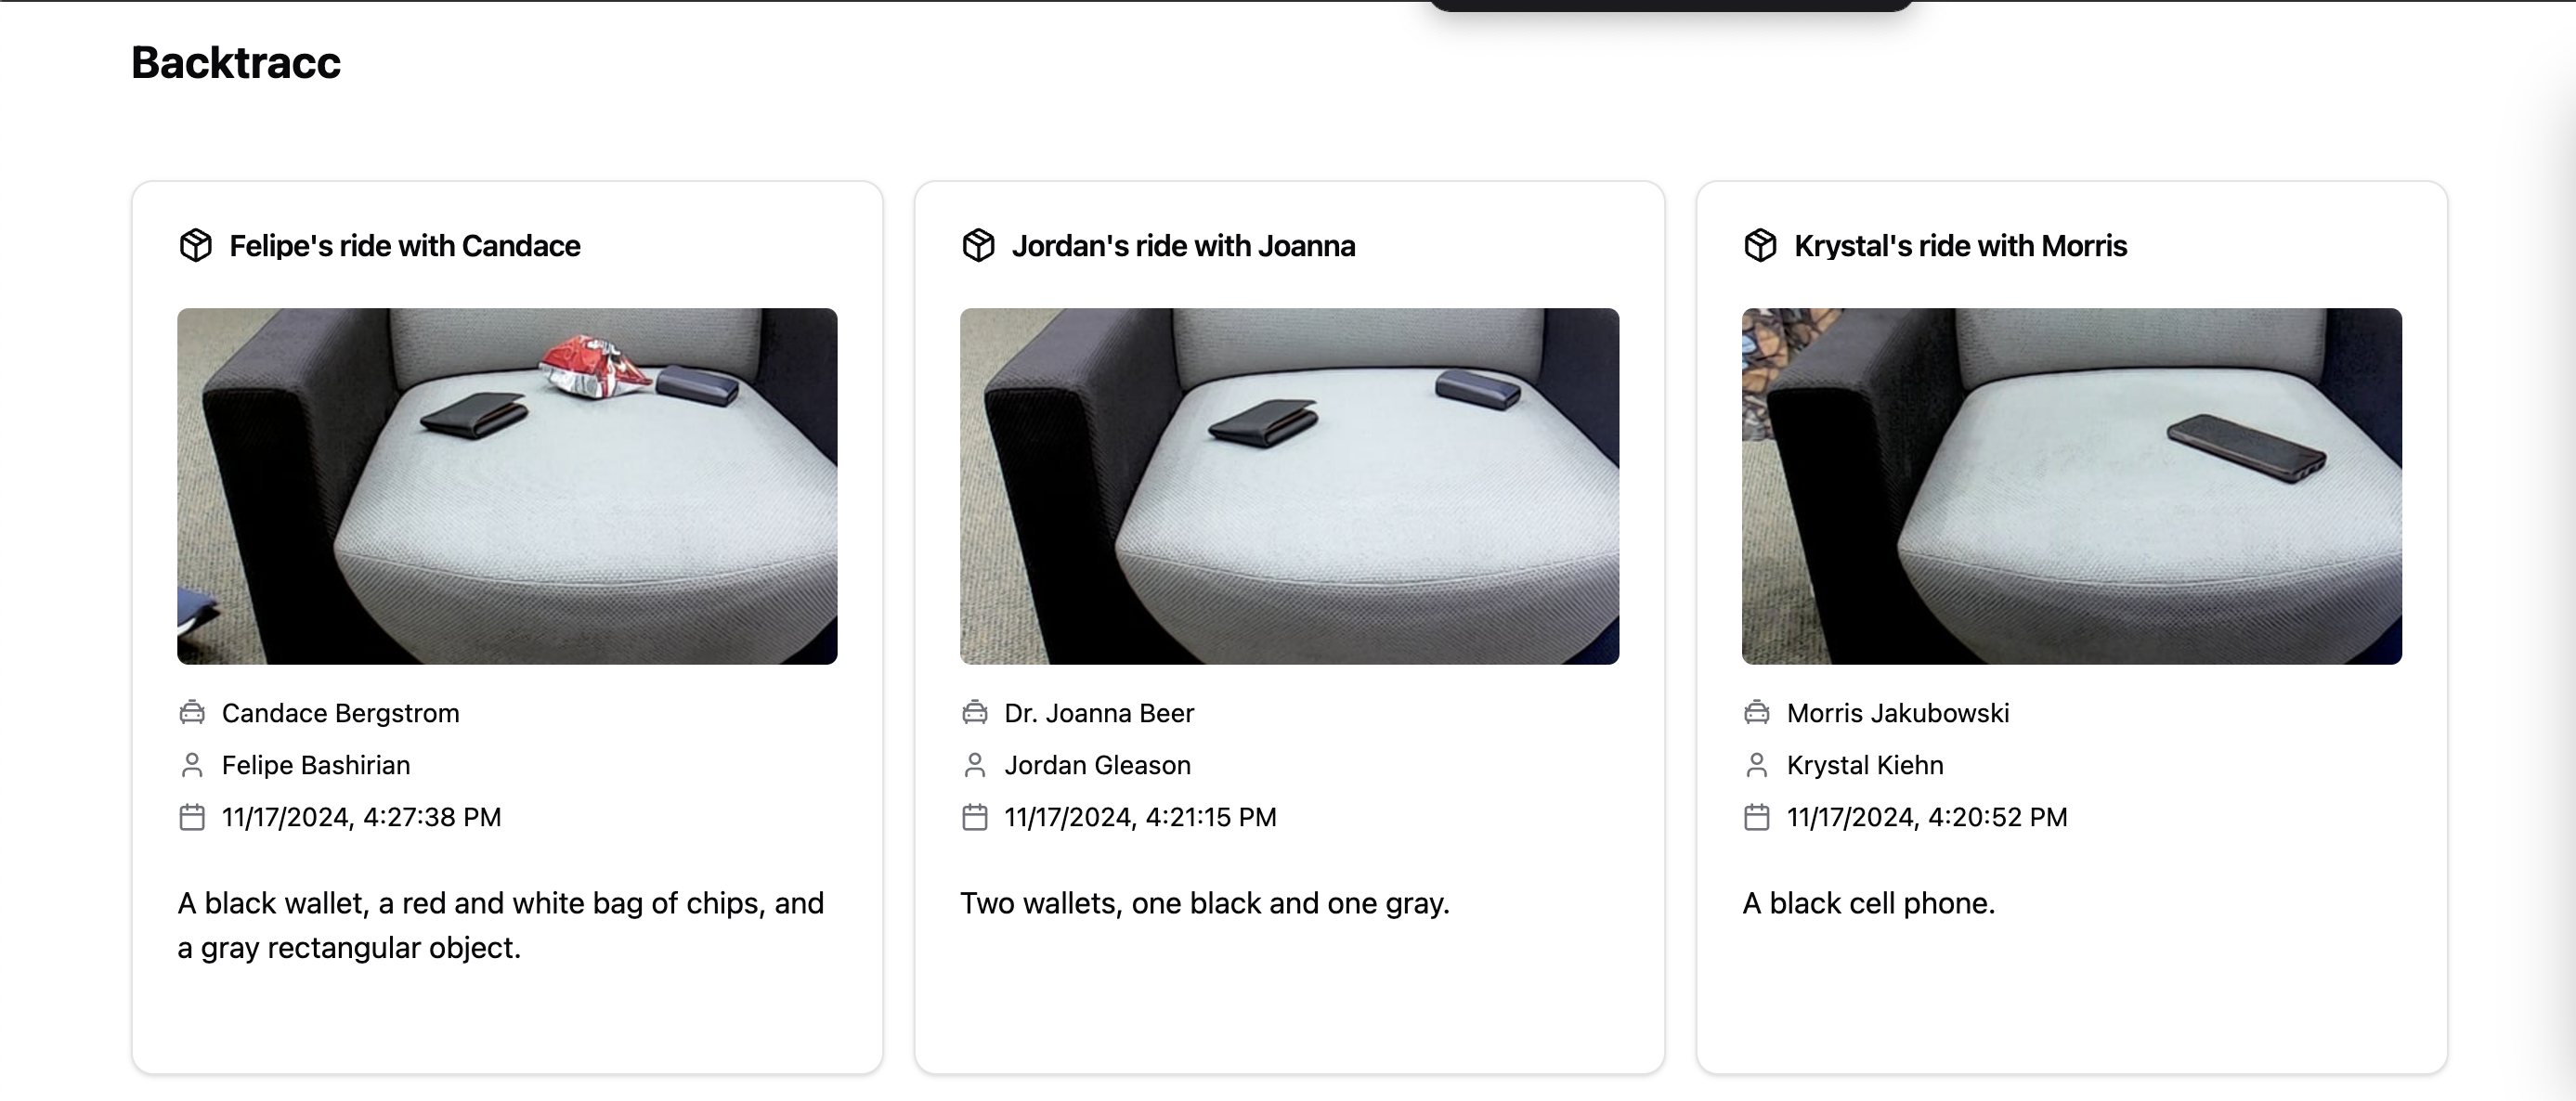 Backtracc
Felipe's ride with Candace
Candace Bergstrom
Felipe Bashirian
11/17/2024, 4:27:38 PM
A black wallet, a red and white bag of chips, and
a gray rectangular object.
Jordan's ride with Joanna
Dr. Joanna Beer
Jordan Gleason
11/17/2024, 4:21:15 PM
Two wallets, one black and one gray.
Krystal's ride with Morris
Morris Jakubowski
Krystal Kiehn
11/17/2024, 4:20:52 PM
A black cell phone.